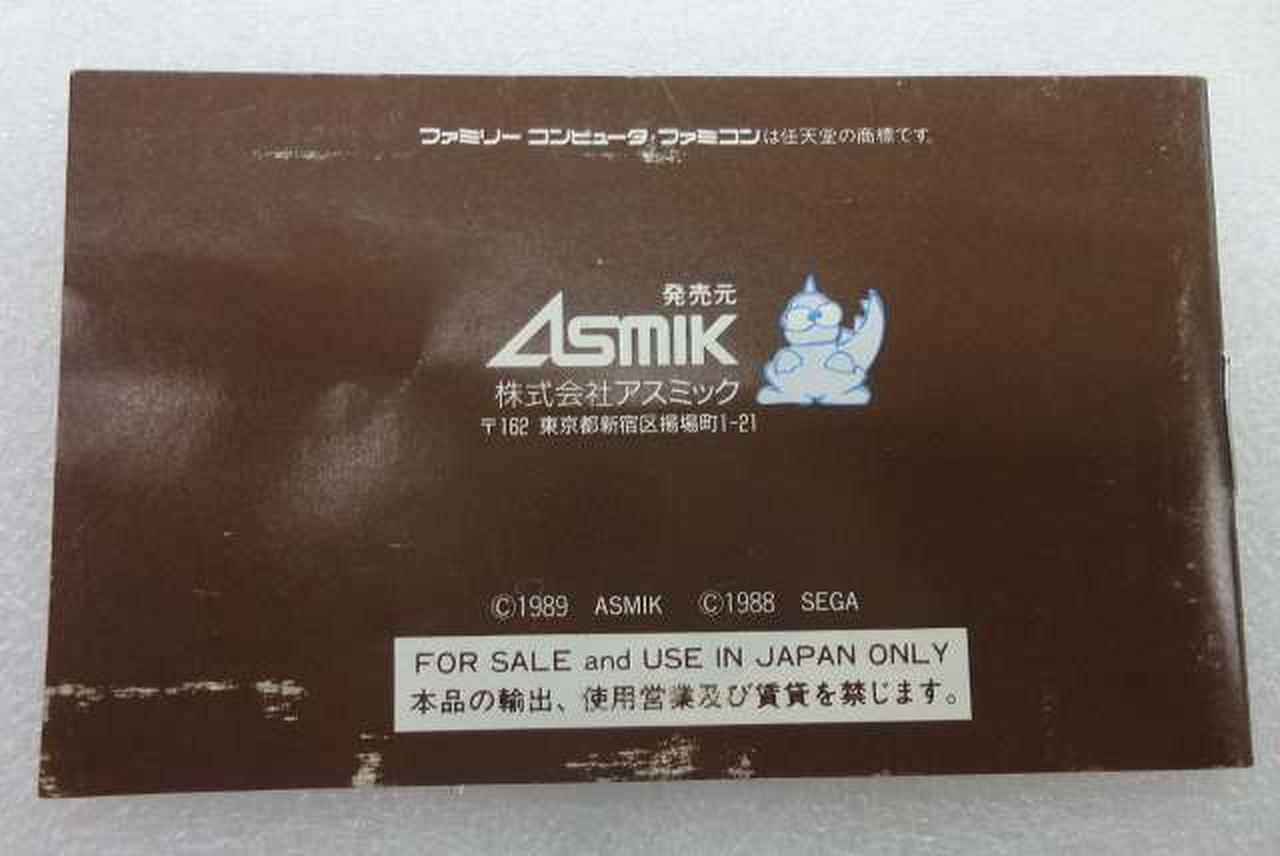 ファミリーコンピュータ・ファミコンは任天堂の商標です。
発売元
ASMIK
株式会社アスミック
〒162 東京都新宿区揚場町1-21
©1989 ASMIK ©1988 SEGA
FOR SALE and USE IN JAPAN ONLY
本品の輸出、使用営業及び賃貸を禁じます。